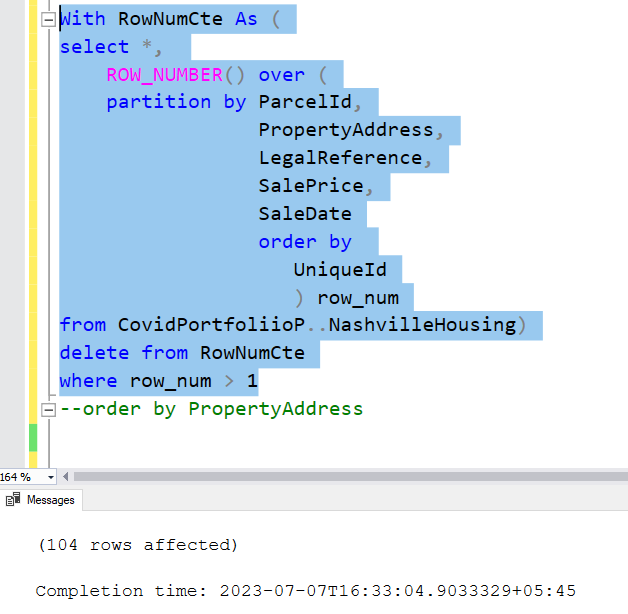 With RowNumCte As (
select *,
ROW_NUMBER() over (
partition by ParcelId,
PropertyAddress,
LegalReference,
SalePrice,
SaleDate
order by
UniqueId
) row_num
from CovidPortfoliioP..NashvilleHousing)
delete from RowNumCte
where row_num > 1
--order by PropertyAddress
164 %
Messages
(104 rows affected)
Completion time: 2023-07-07T16:33:04.9033329+05:45